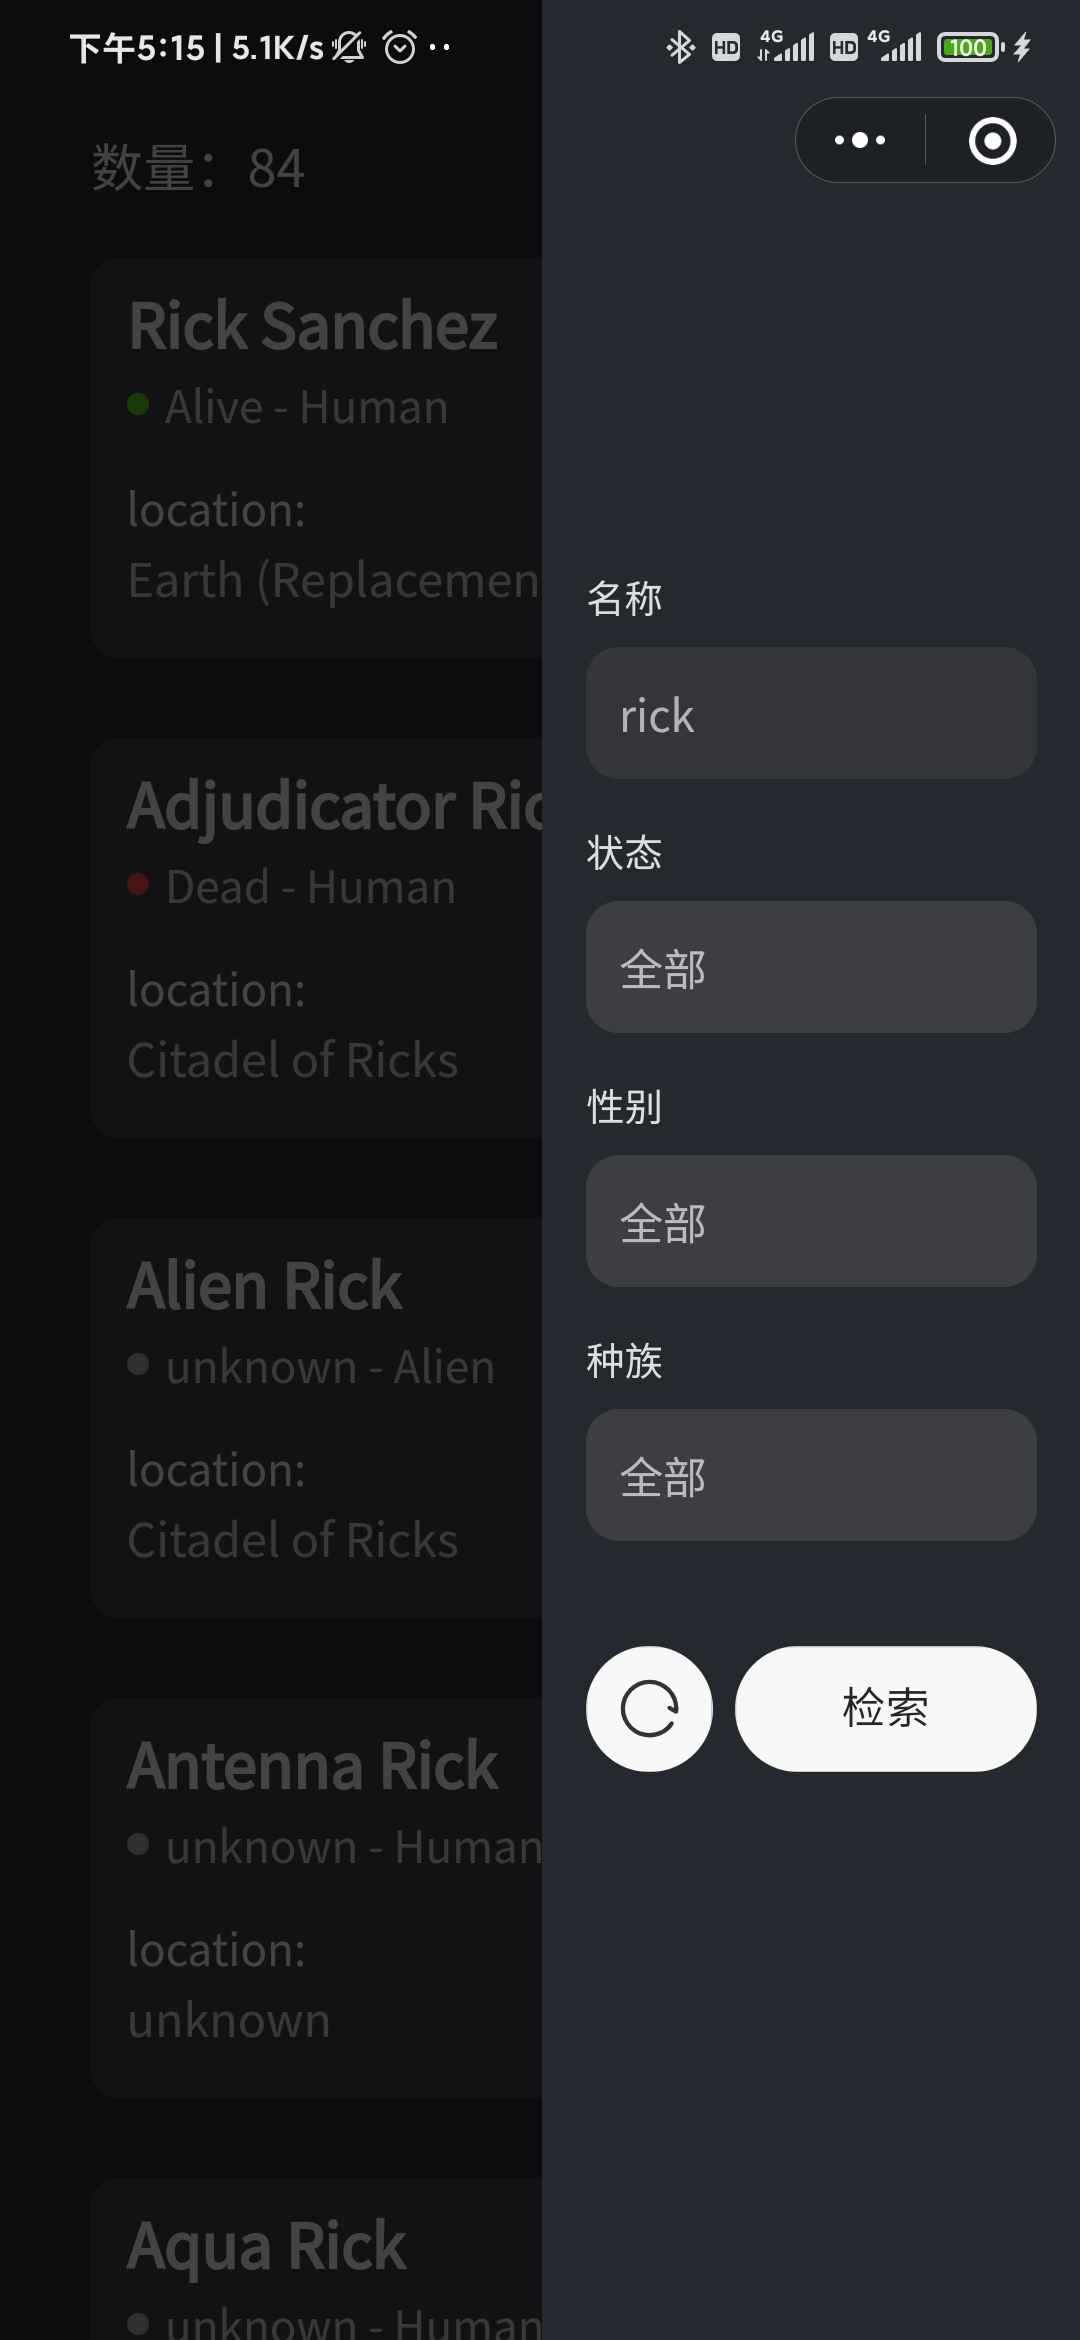 下午5:15 | 5.1K/s
HD 4G HD 4G 100
数量：84
Rick Sanchez
Alive - Human
location:
Earth (Replacemen
Adjudicator Ric
Dead - Human
location:
Citadel of Ricks
Alien Rick
unknown - Alien
location:
Citadel of Ricks
Antenna Rick
unknown - Human
location:
unknown
Aqua Rick
unknown - Human
名称
rick
状态
全部
性别
全部
种族
全部
检索